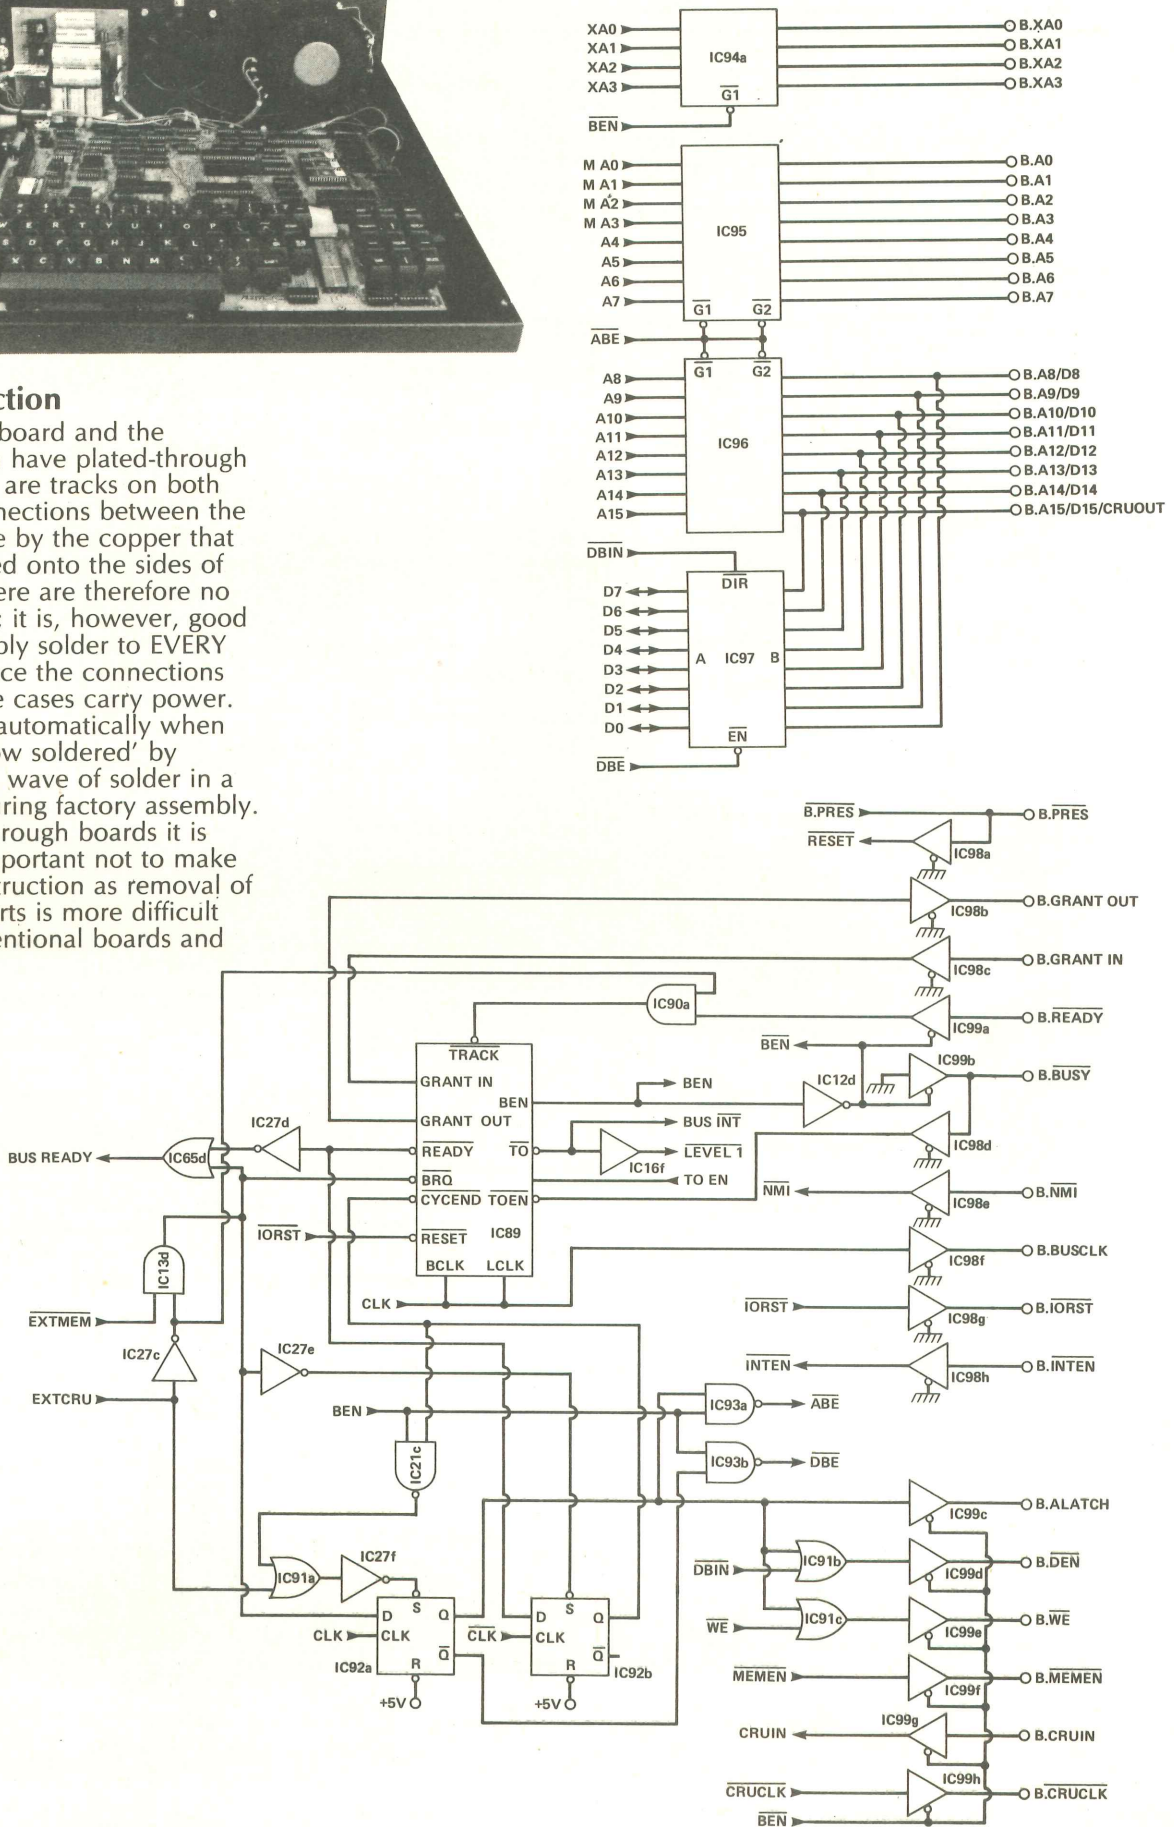 W E R T Y U I O P
S D F G H J K L
X C V B N M
ction
board and the
have plated-through
are tracks on both
nections between the
e by the copper that
ed onto the sides of
ere are therefore no
: it is, however, good
ply solder to EVERY
ce the connections
e cases carry power.
automatically when
ow soldered' by
wave of solder in a
ring factory assembly.
rough boards it is
portant not to make
truction as removal of
rts is more difficult
entional boards and
XA0
XA1
XA2
XA3
IC94a
G1
BEN
B.XA0
B.XA1
B.XA2
B.XA3
M A0
M A1
M A2
M A3
A4
A5
A6
A7
IC95
G1 G2
ABE
B.A0
B.A1
B.A2
B.A3
B.A4
B.A5
B.A6
B.A7
G1 G2
A8
A9
A10
A11
A12
A13
A14
A15
IC96
B.A8/D8
B.A9/D9
B.A10/D10
B.A11/D11
B.A12/D12
B.A13/D13
B.A14/D14
B.A15/D15/CRUOUT
DBIN
DIR
D7
D6
D5
D4
D3
D2
D1
D0
A IC97 B
EN
DBE
B.PRES
B.PRES
RESET
IC98a
IC98b
B.GRANT OUT
IC98c
B.GRANT IN
IC90a
IC99a
B.READY
BEN
IC99b
B.BUSY
IC12d
IC98d
TRACK
GRANT IN
BEN
GRANT OUT
READY
TO
BRQ
CYCEND TOEN
RESET
IC89
BCLK LCLK
BEN
BUS INT
LEVEL 1
IC16f
TO EN
NMI
IC98e
B.NMI
IC98f
B.BUSCLK
IORST
IC98g
B.IORST
INTEN
IC98h
B.INTEN
IC27d
BUS READY
IC65d
IORST
CLK
IC13d
EXTMEM
IC27c
EXTCRU
IC27e
BEN
IC21c
IC93a
ABE
IC93b
DBE
IC91a
IC27f
S
D Q
CLK
CLK
Q
R
IC92a
+5V
S
D Q
CLK
CLK
Q
R
IC92b
+5V
IC99c
B.ALATCH
DBIN
IC91b
IC99d
B.DEN
WE
IC91c
IC99e
B.WE
MEMEN
IC99f
B.MEMEN
CRUIN
IC99g
B.CRUIN
CRUCLK
IC99h
B.CRUCLK
BEN